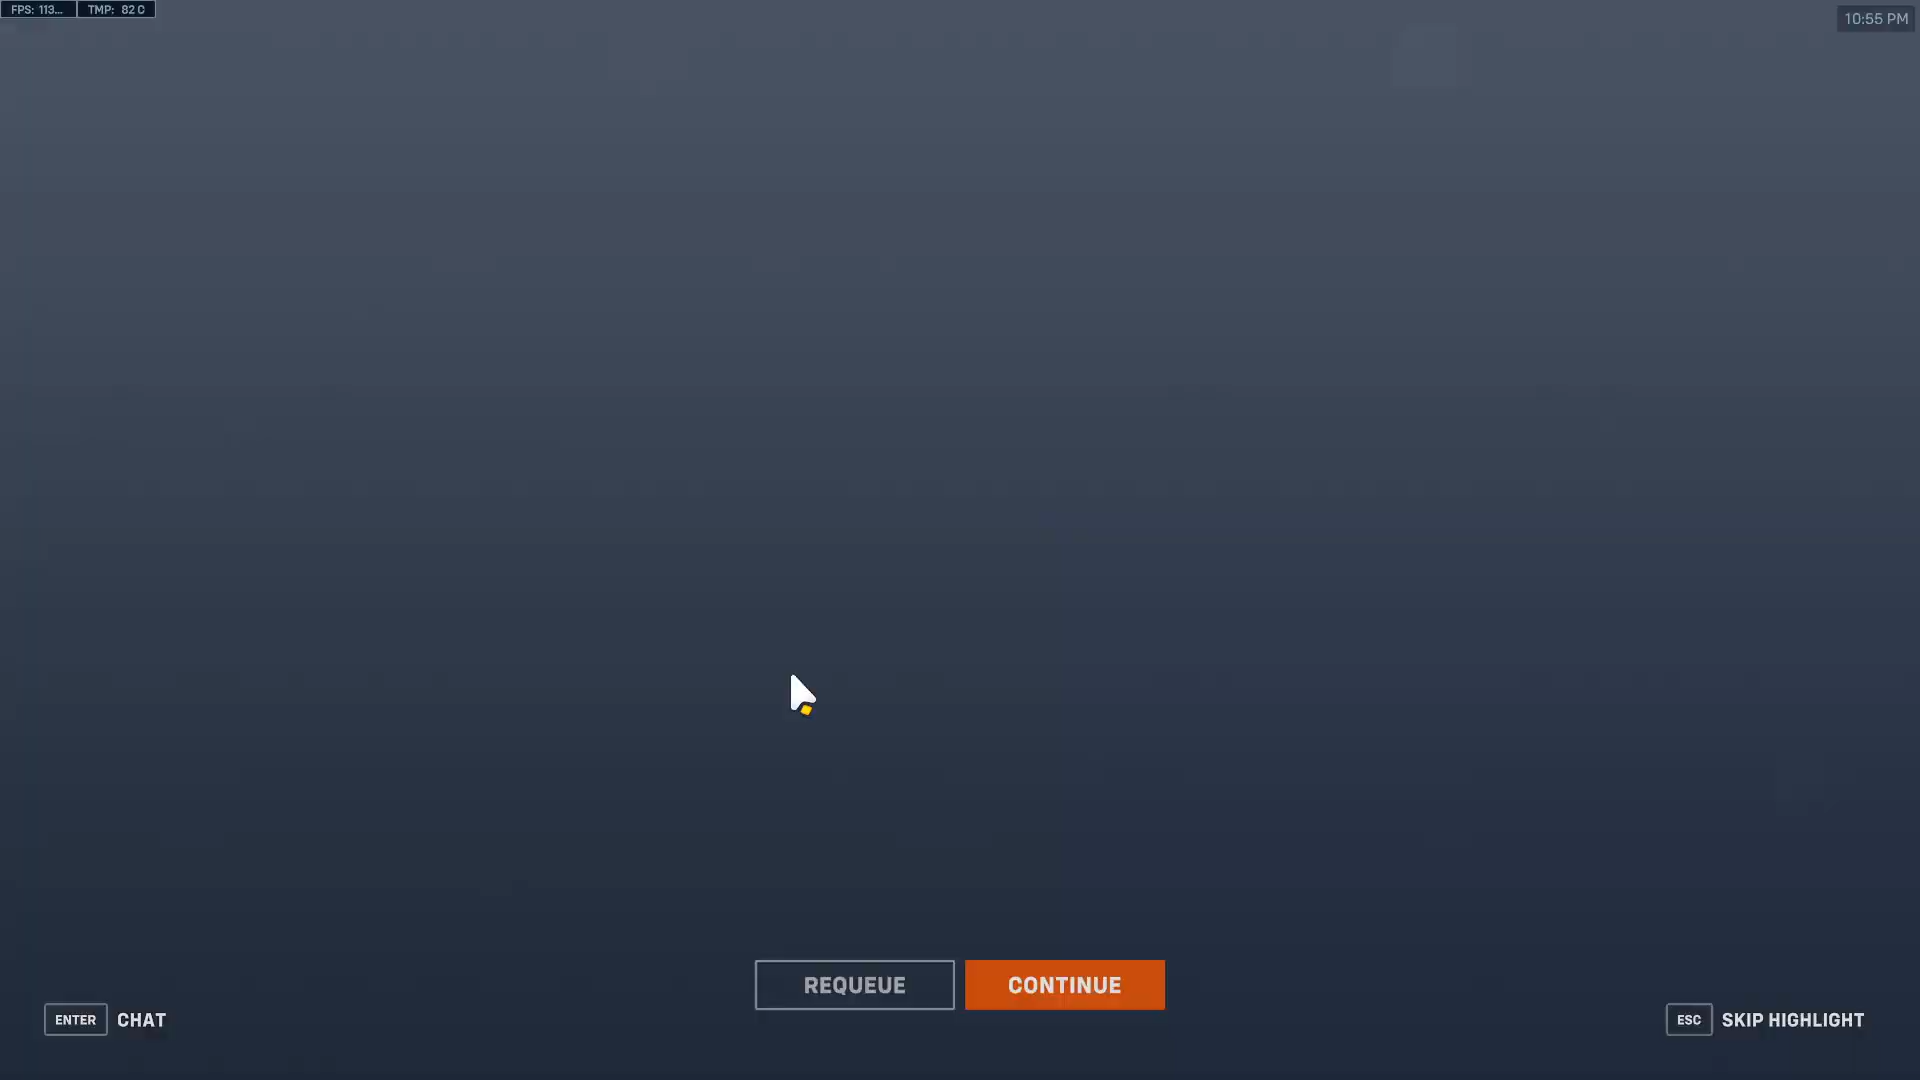 FPS: 113... TMP: 82 C
10:55 PM
REQUEUE CONTINUE
ENTER CHAT
ESC SKIP HIGHLIGHT